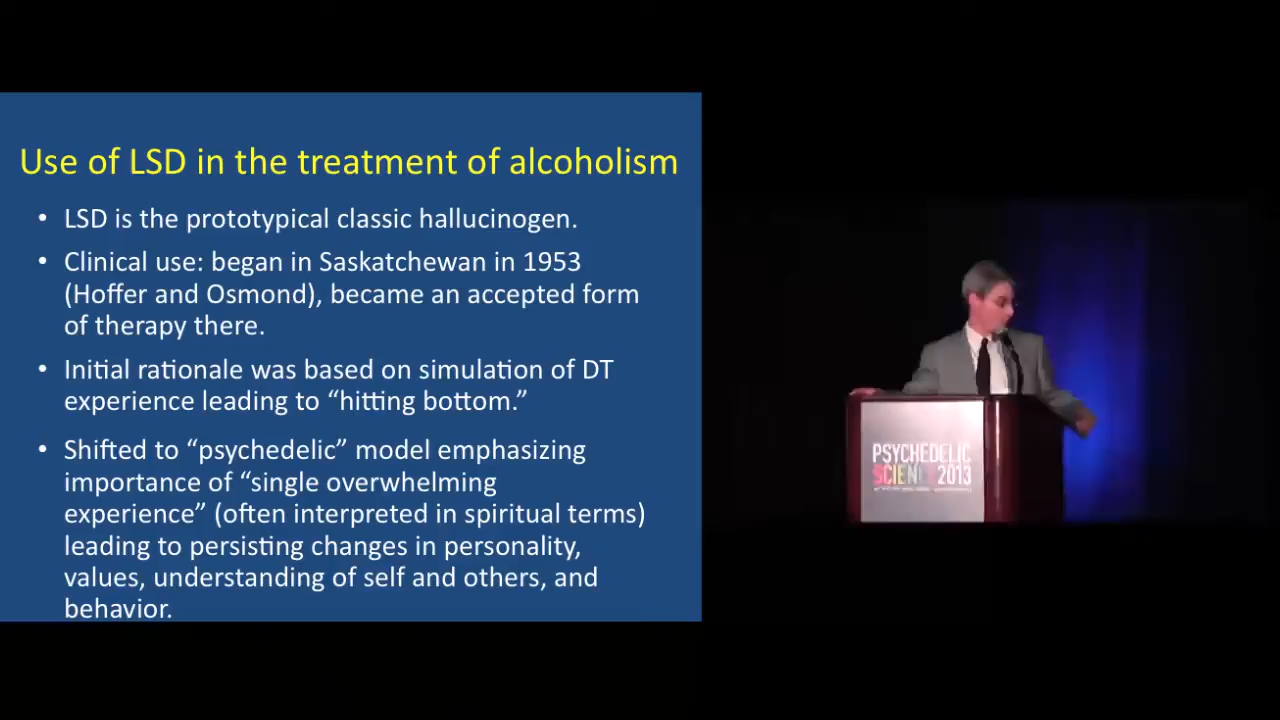 Use of LSD in the treatment of alcoholism
• LSD is the prototypical classic hallucinogen.
• Clinical use: began in Saskatchewan in 1953
(Hoffer and Osmond), became an accepted form
of therapy there.
• Initial rationale was based on simulation of DT
experience leading to “hitting bottom.”
• Shifted to “psychedelic” model emphasizing
importance of “single overwhelming
experience” (often interpreted in spiritual terms)
leading to persisting changes in personality,
values, understanding of self and others, and
behavior.
PSYCHEDELIC
SCIENCE 2013